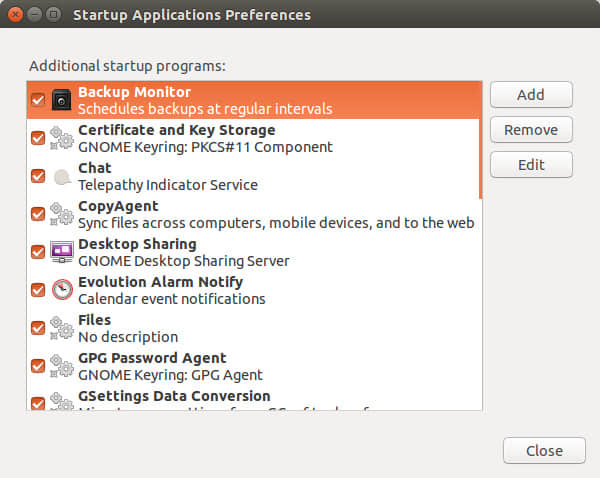 Startup Applications Preferences
Additional startup programs:
Backup Monitor
Schedules backups at regular intervals
Certificate and Key Storage
GNOME Keyring: PKCS#11 Component
Chat
Telepathy Indicator Service
CopyAgent
Sync files across computers, mobile devices, and to the web
Desktop Sharing
GNOME Desktop Sharing Server
Evolution Alarm Notify
Calendar event notifications
Files
No description
GPG Password Agent
GNOME Keyring: GPG Agent
GSettings Data Conversion
Add
Remove
Edit
Close